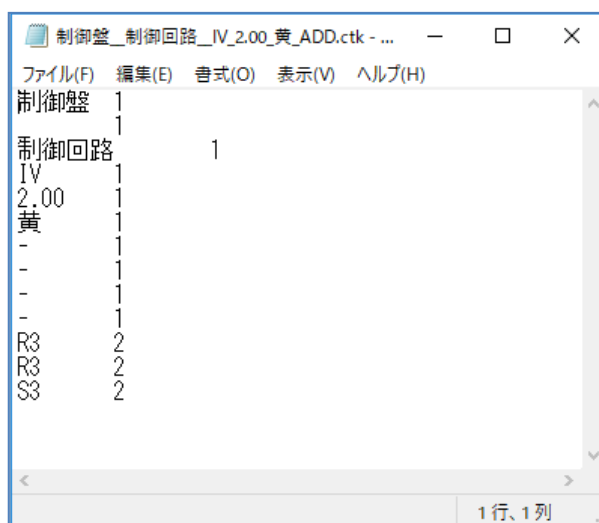 制御盤__制御回路__IV_2.00_黄_ADD.ctk - ...
ファイル(F) 編集(E) 書式(O) 表示(V) ヘルプ(H)
制御盤 1
1
制御回路 1
IV 1
2.00 1
黄 1
- 1
- 1
- 1
- 1
R3 2
R3 2
S3 2
1行、1列